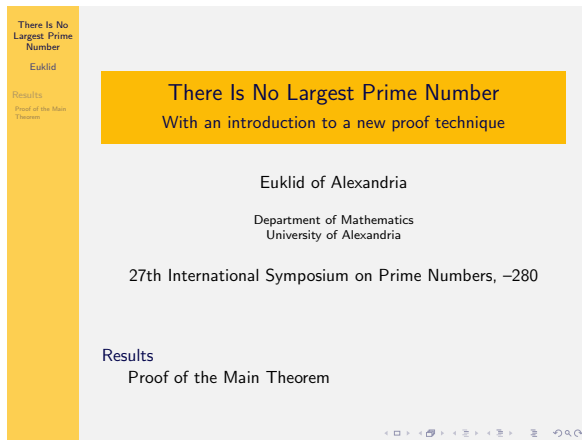 There Is No
Largest Prime
Number
Euklid
Results
Proof of the Main
Theorem
There Is No Largest Prime Number
With an introduction to a new proof technique
Euklid of Alexandria
Department of Mathematics
University of Alexandria
27th International Symposium on Prime Numbers, –280
Results
Proof of the Main Theorem